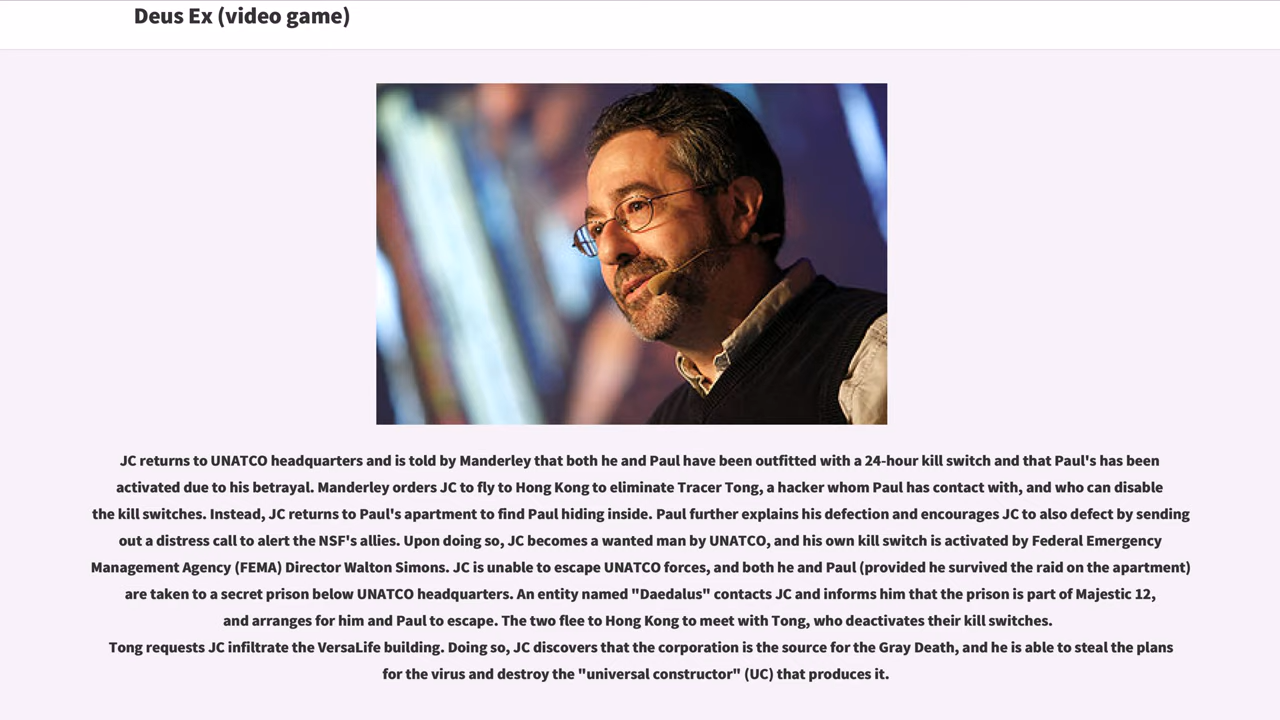 Deus Ex (video game)
JC returns to UNATCO headquarters and is told by Manderley that both he and Paul have been outfitted with a 24-hour kill switch and that Paul's has been
activated due to his betrayal. Manderley orders JC to fly to Hong Kong to eliminate Tracer Tong, a hacker whom Paul has contact with, and who can disable
the kill switches. Instead, JC returns to Paul's apartment to find Paul hiding inside. Paul further explains his defection and encourages JC to also defect by sending
out a distress call to alert the NSF's allies. Upon doing so, JC becomes a wanted man by UNATCO, and his own kill switch is activated by Federal Emergency
Management Agency (FEMA) Director Walton Simons. JC is unable to escape UNATCO forces, and both he and Paul (provided he survived the raid on the apartment)
are taken to a secret prison below UNATCO headquarters. An entity named "Daedalus" contacts JC and informs him that the prison is part of Majestic 12,
and arranges for him and Paul to escape. The two flee to Hong Kong to meet with Tong, who deactivates their kill switches.
Tong requests JC infiltrate the VersaLife building. Doing so, JC discovers that the corporation is the source for the Gray Death, and he is able to steal the plans
for the virus and destroy the "universal constructor" (UC) that produces it.